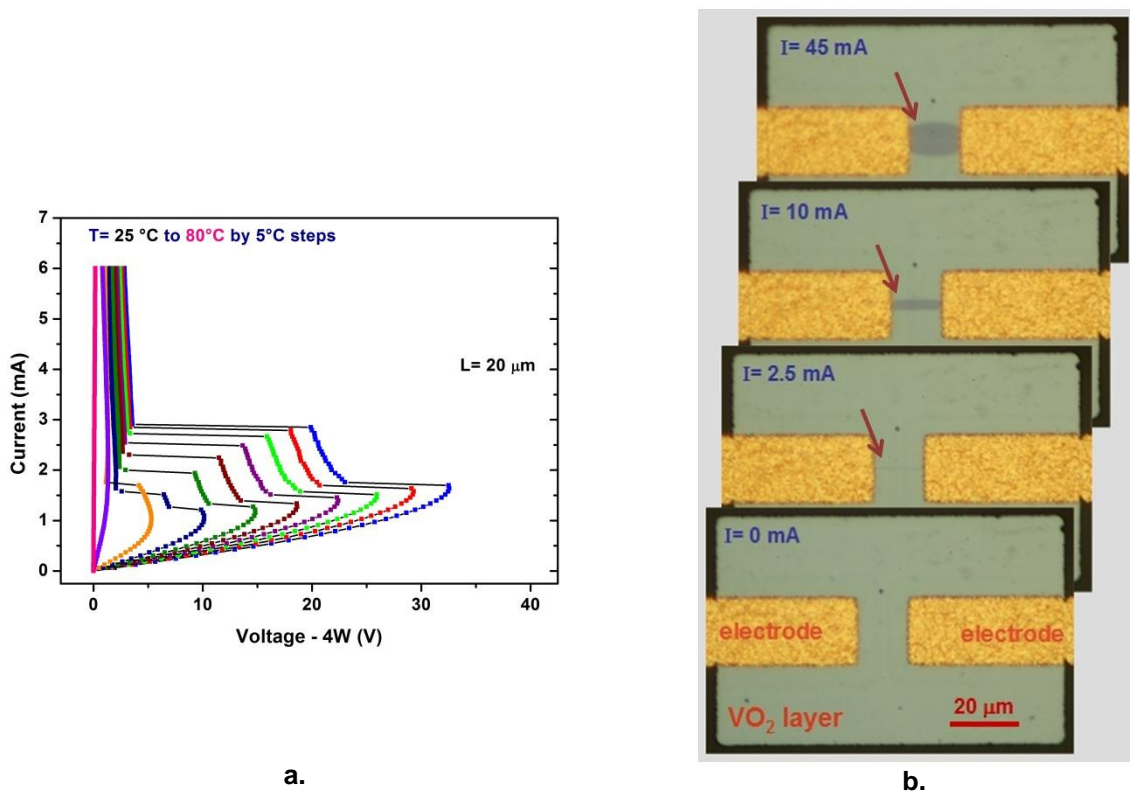 T= 25 °C to 80°C by 5°C steps
L= 20 μm
7
6
5
4
3
2
1
0
Current (mA)
0 10 20 30 40
Voltage - 4W (V)
a.
I= 45 mA
I= 10 mA
I= 2.5 mA
I= 0 mA
electrode electrode
VO₂ layer
20 μm
b.